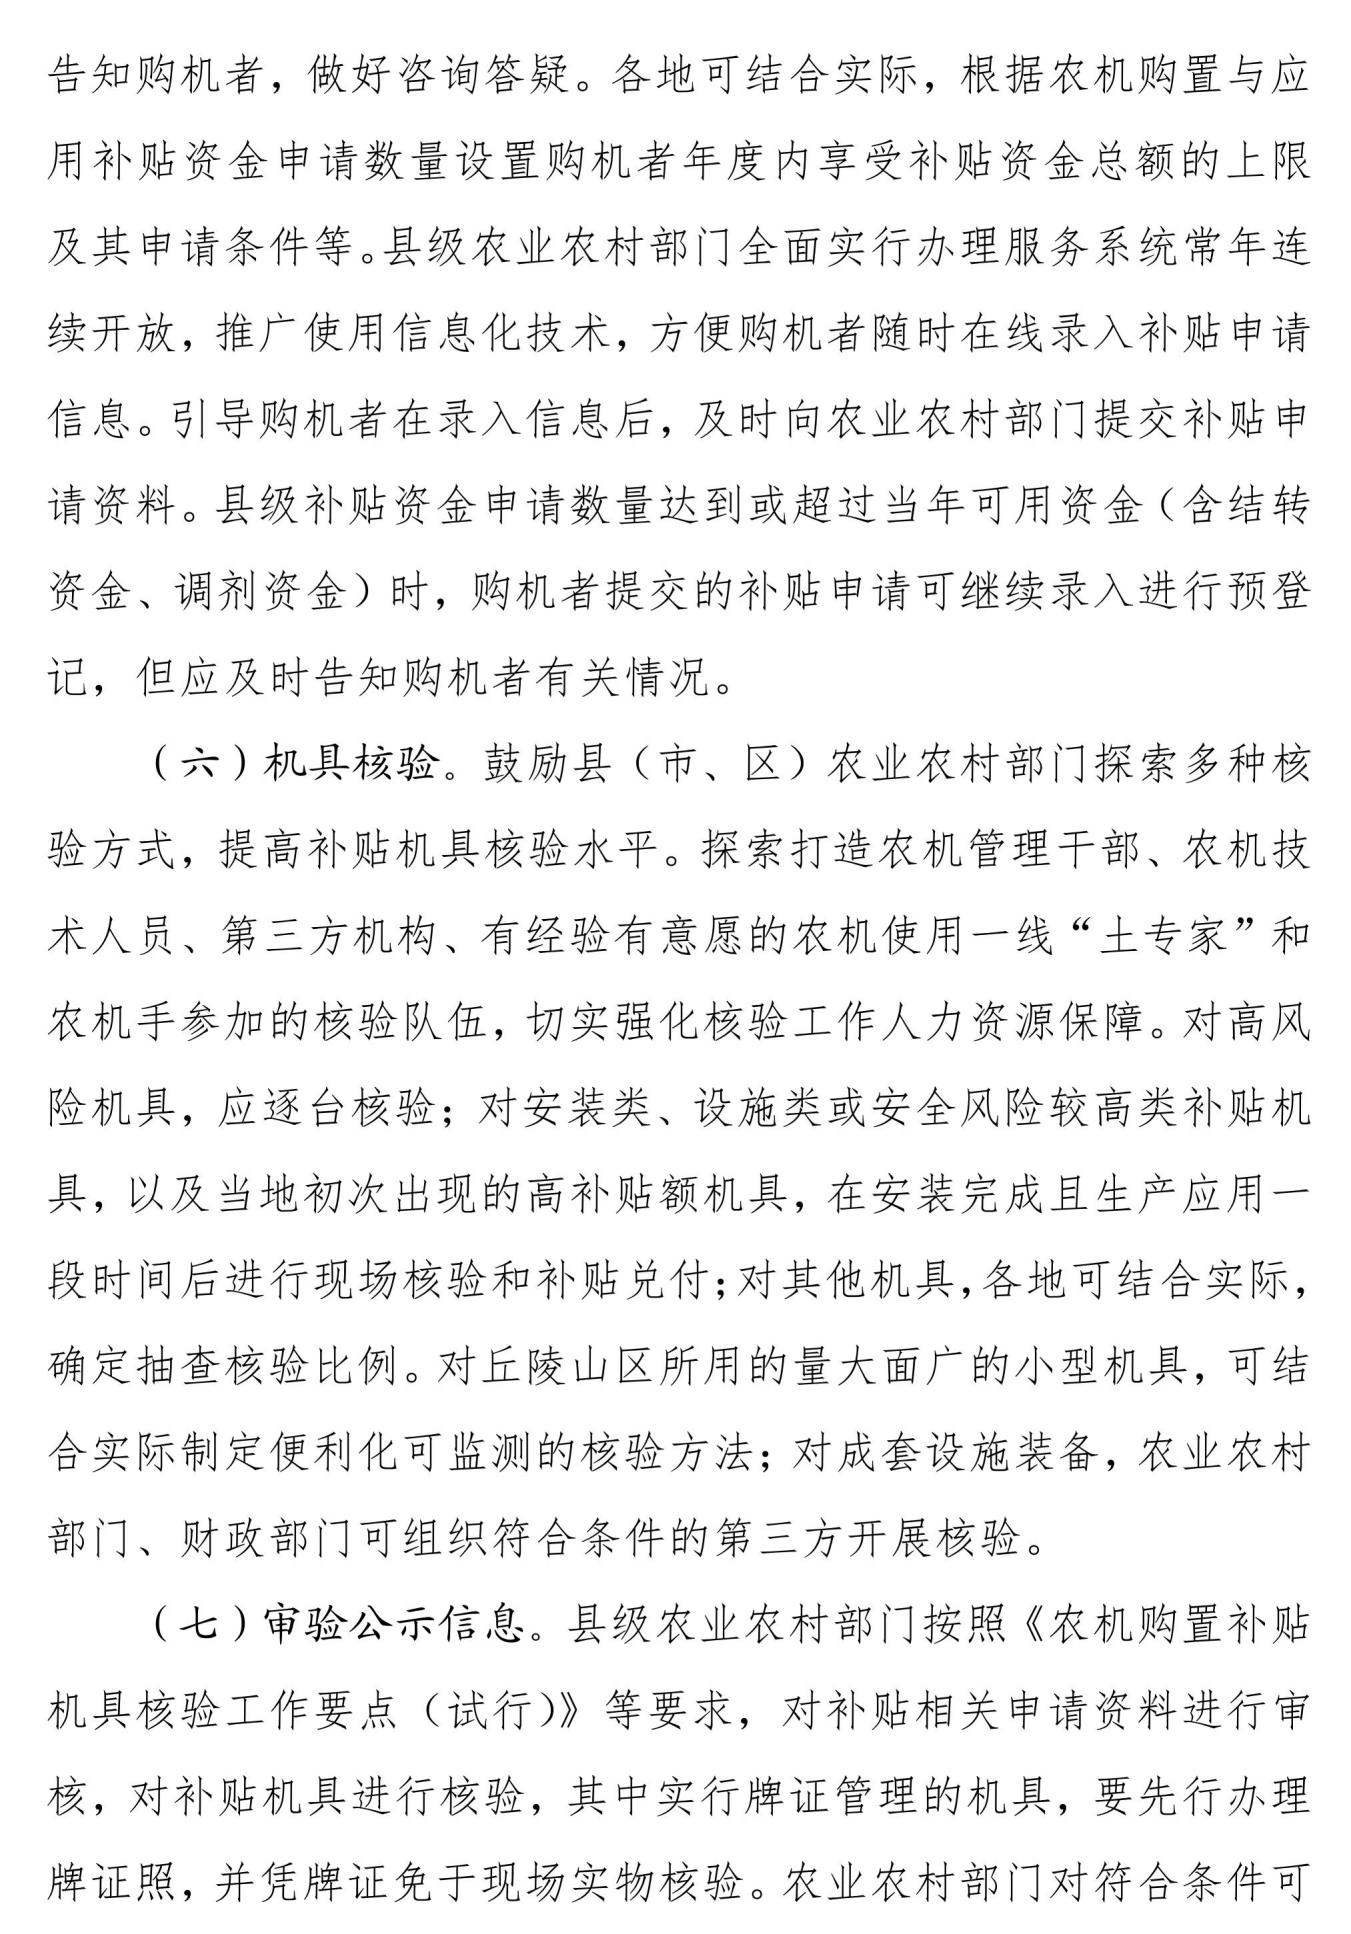 告知购机者，做好咨询答疑。各地可结合实际，根据农机购置与应
用补贴资金申请数量设置购机者年度内享受补贴资金总额的上限
及其申请条件等。县级农业农村部门全面实行办理服务系统常年连
续开放，推广使用信息化技术，方便购机者随时在线录入补贴申请
信息。引导购机者在录入信息后，及时向农业农村部门提交补贴申
请资料。县级补贴资金申请数量达到或超过当年可用资金（含结转
资金、调剂资金）时，购机者提交的补贴申请可继续录入进行预登
记，但应及时告知购机者有关情况。
（六）机具核验。鼓励县（市、区）农业农村部门探索多种核
验方式，提高补贴机具核验水平。探索打造农机管理干部、农机技
术人员、第三方机构、有经验有意愿的农机使用一线“土专家”和
农机手参加的核验队伍，切实强化核验工作人力资源保障。对高风
险机具，应逐台核验；对安装类、设施类或安全风险较高类补贴机
具，以及当地初次出现的高补贴额机具，在安装完成且生产应用一
段时间后进行现场核验和补贴兑付；对其他机具，各地可结合实际，
确定抽查核验比例。对丘陵山区所用的量大面广的小型机具，可结
合实际制定便利化可监测的核验方法；对成套设施装备，农业农村
部门、财政部门可组织符合条件的第三方开展核验。
（七）审验公示信息。县级农业农村部门按照《农机购置补贴
机具核验工作要点（试行）》等要求，对补贴相关申请资料进行审
核，对补贴机具进行核验，其中实行牌证管理的机具，要先行办理
牌证照，并凭牌证免于现场实物核验。农业农村部门对符合条件可